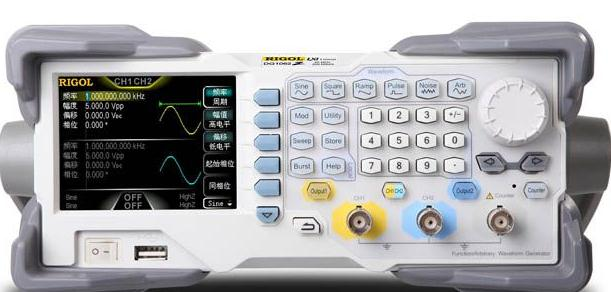 RIGOL CH1 CH2
频率 1.000,000,000 kHz
幅度 5.000,0 Vpp
偏移 0.000,0 VDC
相位 0.000 °
频率 1.000,000,000 kHz
幅度 5.000,0 Vpp
偏移 0.000,0 VDC
相位 0.000 °
Sine OFF HighZ
Sine OFF HighZ
频率
周期
幅值
高电平
偏移
低电平
起始相位
同相位
Sine
RIGOL
DG1062Z
Waveform
Sine Square Ramp Pulse Noise Arb
Mod Utility 1 2 3 +/-
Sweep Store 4 5 6 0
Burst Help 7 8 9 .
Output1 CH1CH2 Output2 Counter
CH1 CH2 Counter
Function/Arbitrary Waveform Generator